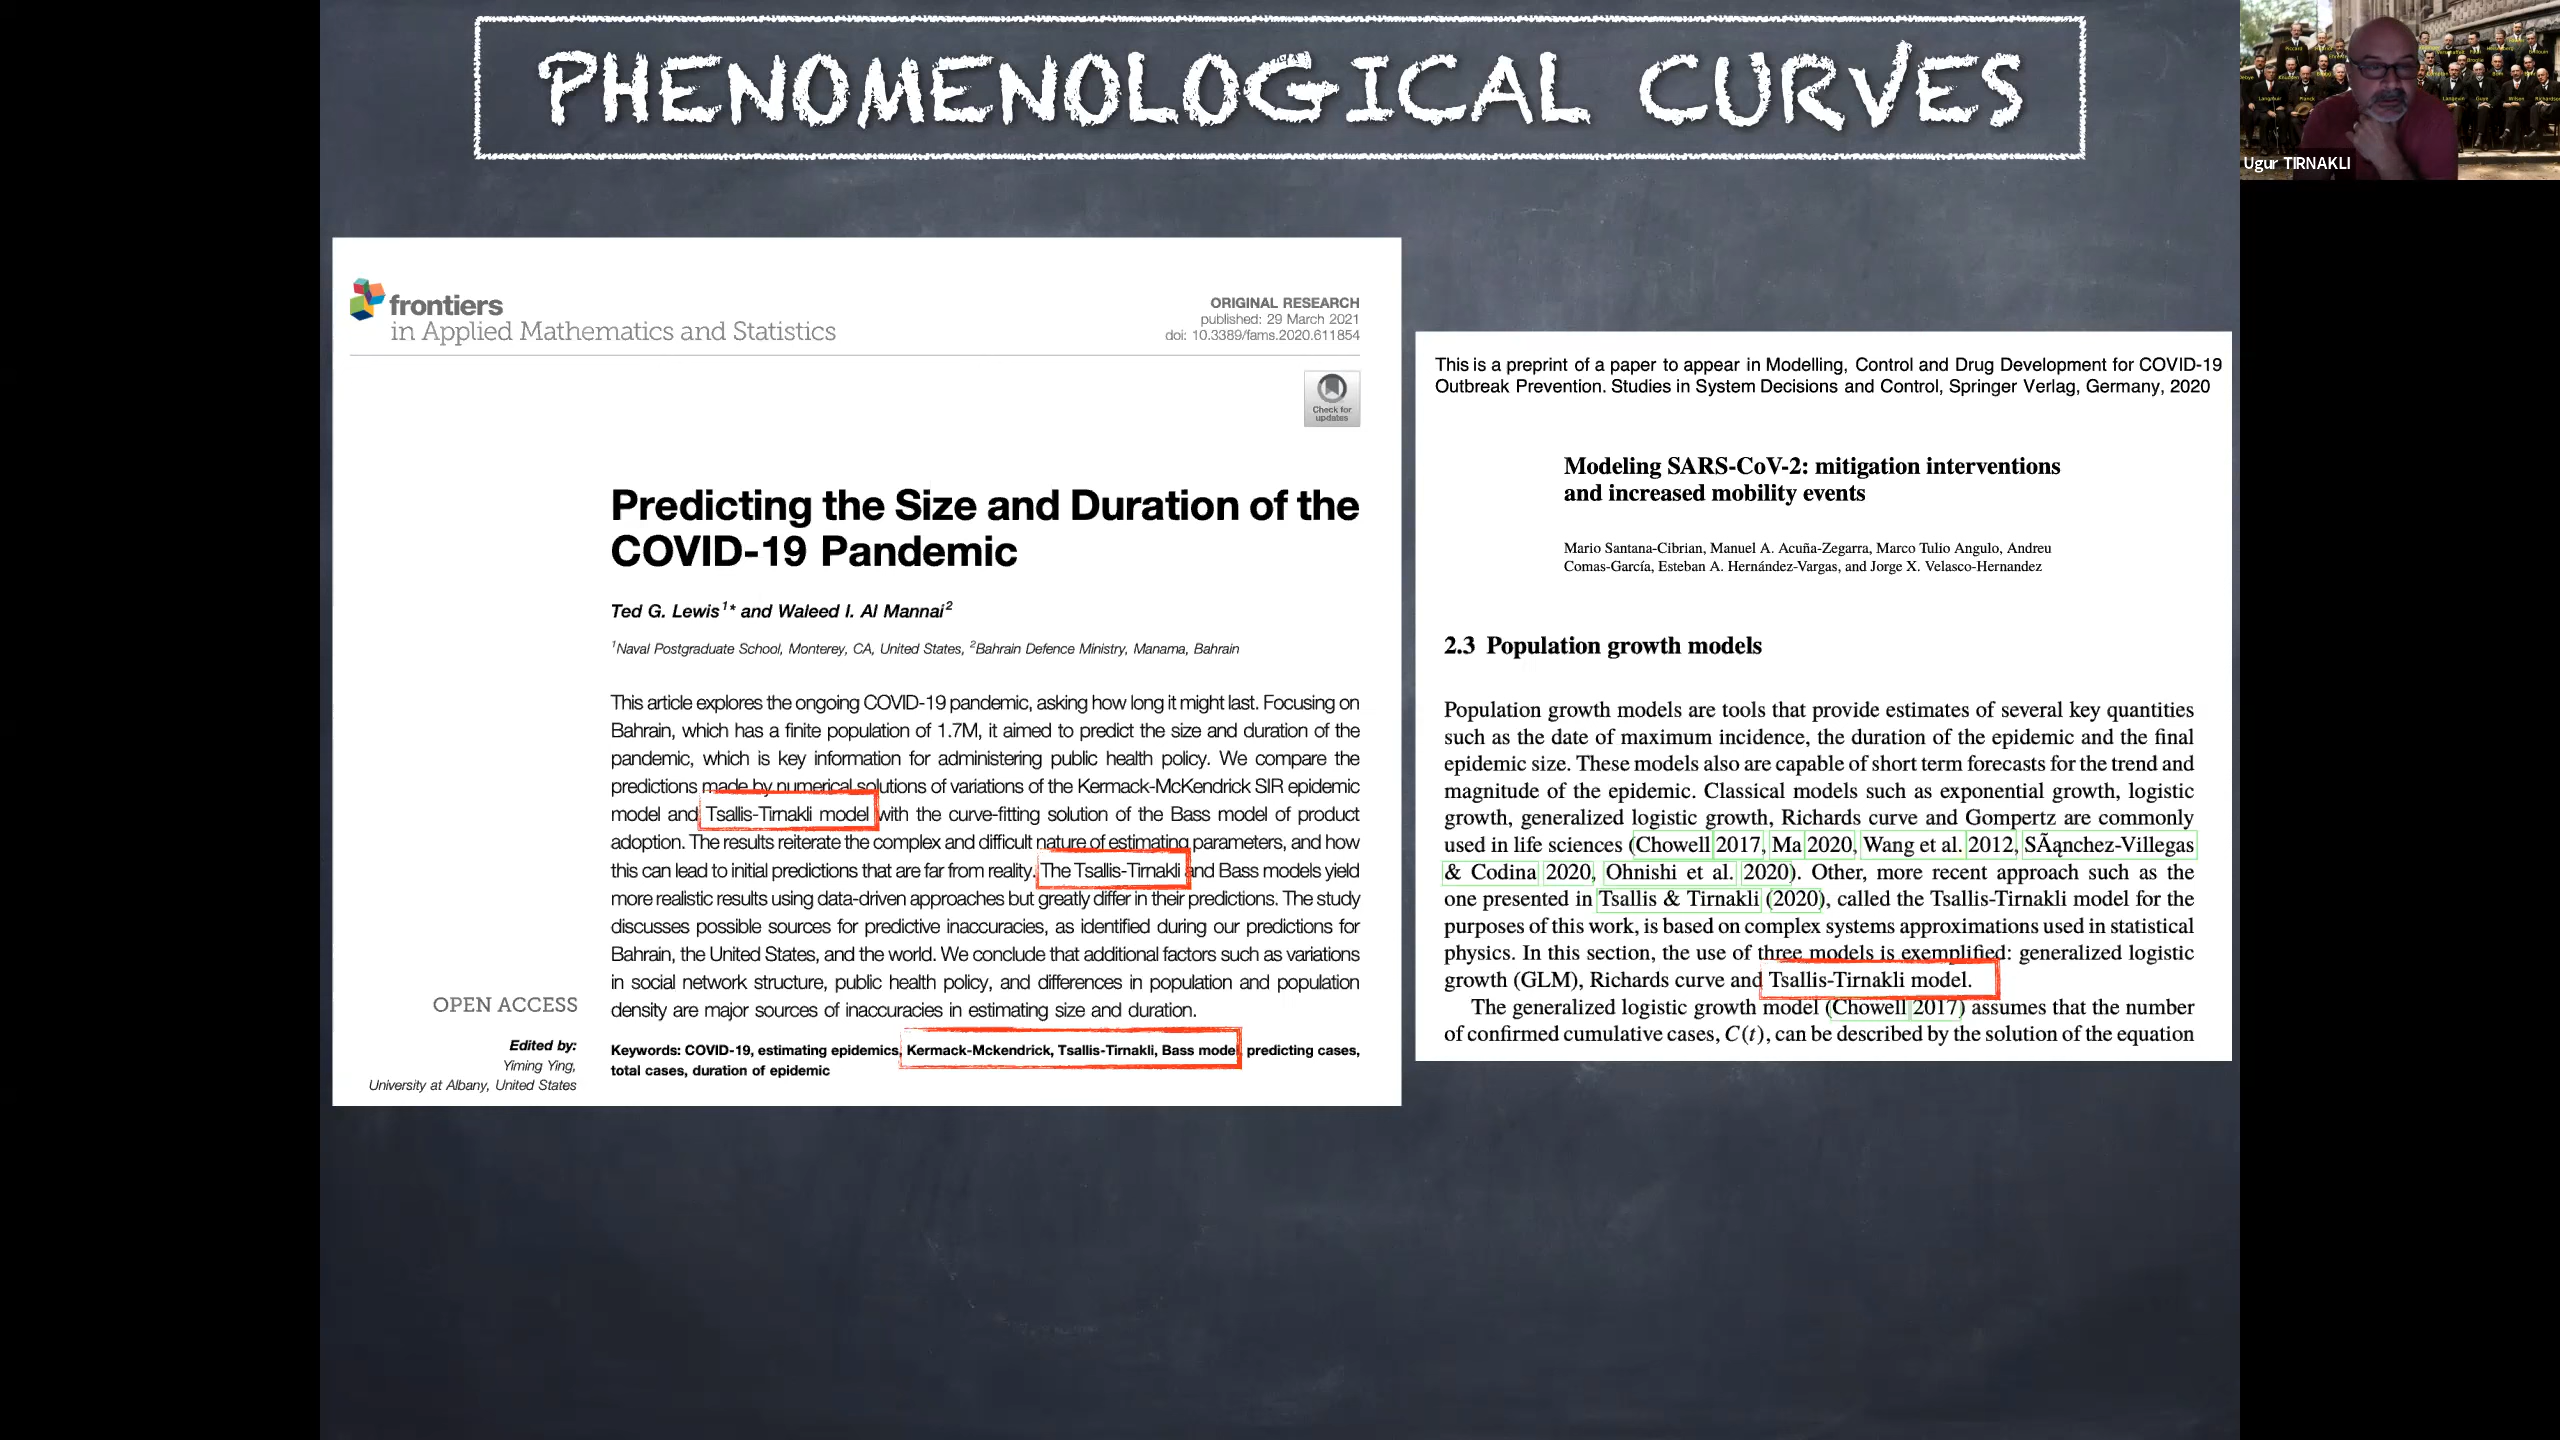 PHENOMENOLOGICAL CURVES
frontiers
in Applied Mathematics and Statistics
ORIGINAL RESEARCH
published: 29 March 2021
doi: 10.3389/fams.2020.611854
Check for
updates
Predicting the Size and Duration of the
COVID-19 Pandemic
Ted G. Lewis 1* and Waleed I. Al Mannai 2
1Naval Postgraduate School, Monterey, CA, United States, 2Bahrain Defence Ministry, Manama, Bahrain
This article explores the ongoing COVID-19 pandemic, asking how long it might last. Focusing on
Bahrain, which has a finite population of 1.7M, it aimed to predict the size and duration of the
pandemic, which is key information for administering public health policy. We compare the
predictions made by numerical solutions of variations of the Kermack-McKendrick SIR epidemic
model and Tsallis-Tirnakli model with the curve-fitting solution of the Bass model of product
adoption. The results reiterate the complex and difficult nature of estimating parameters, and how
this can lead to initial predictions that are far from reality. The Tsallis-Tirnakli and Bass models yield
more realistic results using data-driven approaches but greatly differ in their predictions. The study
discusses possible sources for predictive inaccuracies, as identified during our predictions for
Bahrain, the United States, and the world. We conclude that additional factors such as variations
in social network structure, public health policy, and differences in population and population
density are major sources of inaccuracies in estimating size and duration.
OPEN ACCESS
Edited by:
Yiming Ying,
University at Albany, United States
Keywords: COVID-19, estimating epidemics, Kermack-Mckendrick, Tsallis-Tirnakli, Bass model, predicting cases,
total cases, duration of epidemic
This is a preprint of a paper to appear in Modelling, Control and Drug Development for COVID-19
Outbreak Prevention. Studies in System Decisions and Control, Springer Verlag, Germany, 2020
Modeling SARS-CoV-2: mitigation interventions
and increased mobility events
Mario Santana-Cibrian, Manuel A. Acuña-Zegarra, Marco Tulio Angulo, Andreu
Comas-García, Esteban A. Hernández-Vargas, and Jorge X. Velasco-Hernandez
2.3 Population growth models
Population growth models are tools that provide estimates of several key quantities
such as the date of maximum incidence, the duration of the epidemic and the final
epidemic size. These models also are capable of short term forecasts for the trend and
magnitude of the epidemic. Classical models such as exponential growth, logistic
growth, generalized logistic growth, Richards curve and Gompertz are commonly
used in life sciences (Chowell 2017, Ma 2020, Wang et al. 2012, SÃąnchez-Villegas
& Codina 2020, Ohnishi et al. 2020). Other, more recent approach such as the
one presented in Tsallis & Tirnakli (2020), called the Tsallis-Tirnakli model for the
purposes of this work, is based on complex systems approximations used in statistical
physics. In this section, the use of three models is exemplified: generalized logistic
growth (GLM), Richards curve and Tsallis-Tirnakli model.
The generalized logistic growth model (Chowell 2017) assumes that the number
of confirmed cumulative cases, C(t), can be described by the solution of the equation
Ugur TIRNAKLI